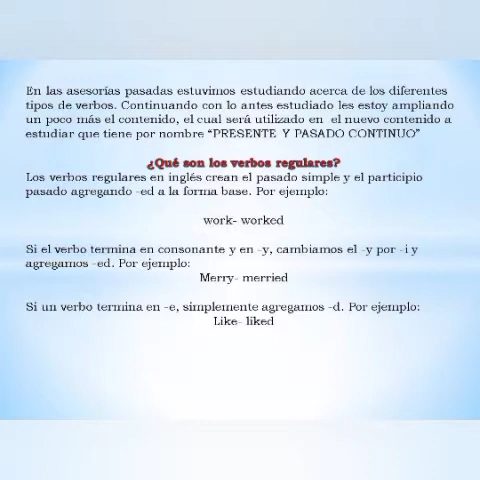 En las asesorías pasadas estuvimos estudiando acerca de los diferentes
tipos de verbos. Continuando con lo antes estudiado les estoy ampliando
un poco más el contenido, el cual será utilizado en el nuevo contenido a
estudiar que tiene por nombre “PRESENTE Y PASADO CONTINUO”
¿Qué son los verbos regulares?
Los verbos regulares en inglés crean el pasado simple y el participio
pasado agregando -ed a la forma base. Por ejemplo:
work- worked
Si el verbo termina en consonante y en -y, cambiamos el -y por -i y
agregamos -ed. Por ejemplo:
Merry- merried
Si un verbo termina en -e, simplemente agregamos -d. Por ejemplo:
Like- liked